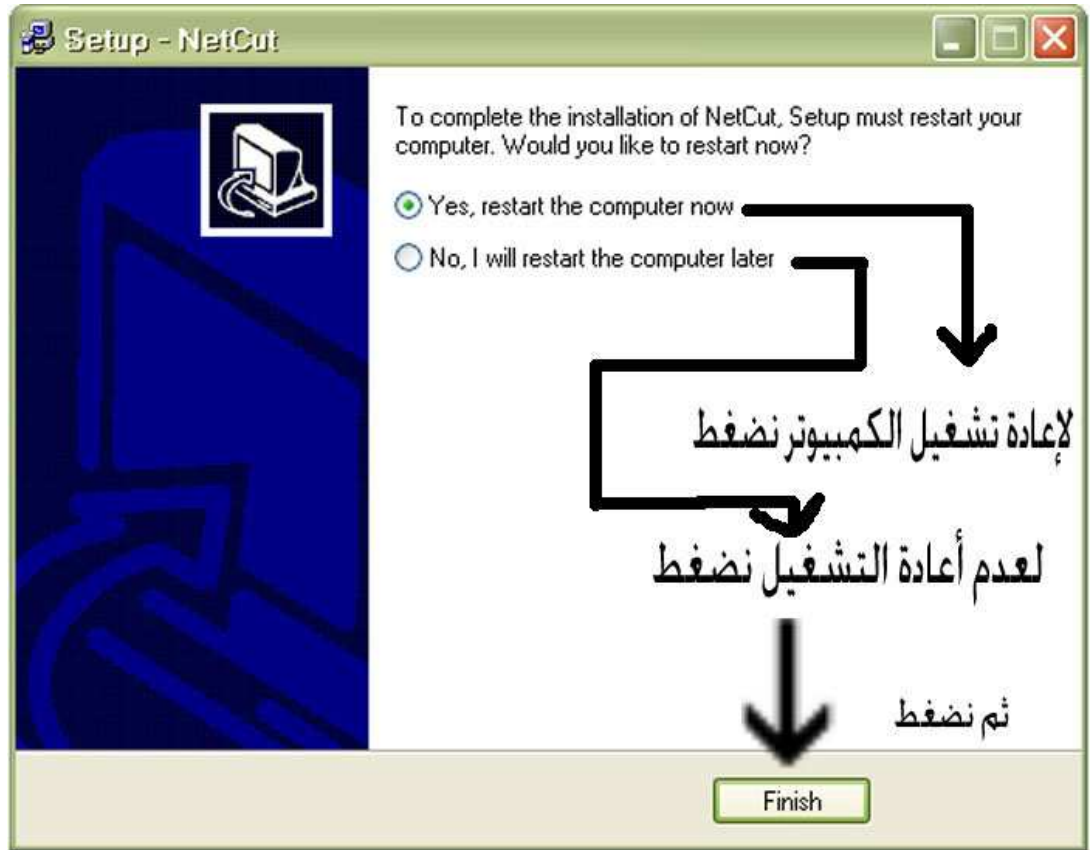 Setup - NetCut
To complete the installation of NetCut, Setup must restart your
computer. Would you like to restart now?
Yes, restart the computer now
No, I will restart the computer later
لإعادة تشغيل الكمبيوتر نضغط
لعدم أعادة التشغيل نضغط
ثم نضغط
Finish